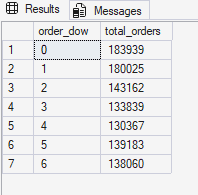 Results Messages
order_dow total_orders
1 0 183939
2 1 180025
3 2 143162
4 3 133839
5 4 130367
6 5 139183
7 6 138060